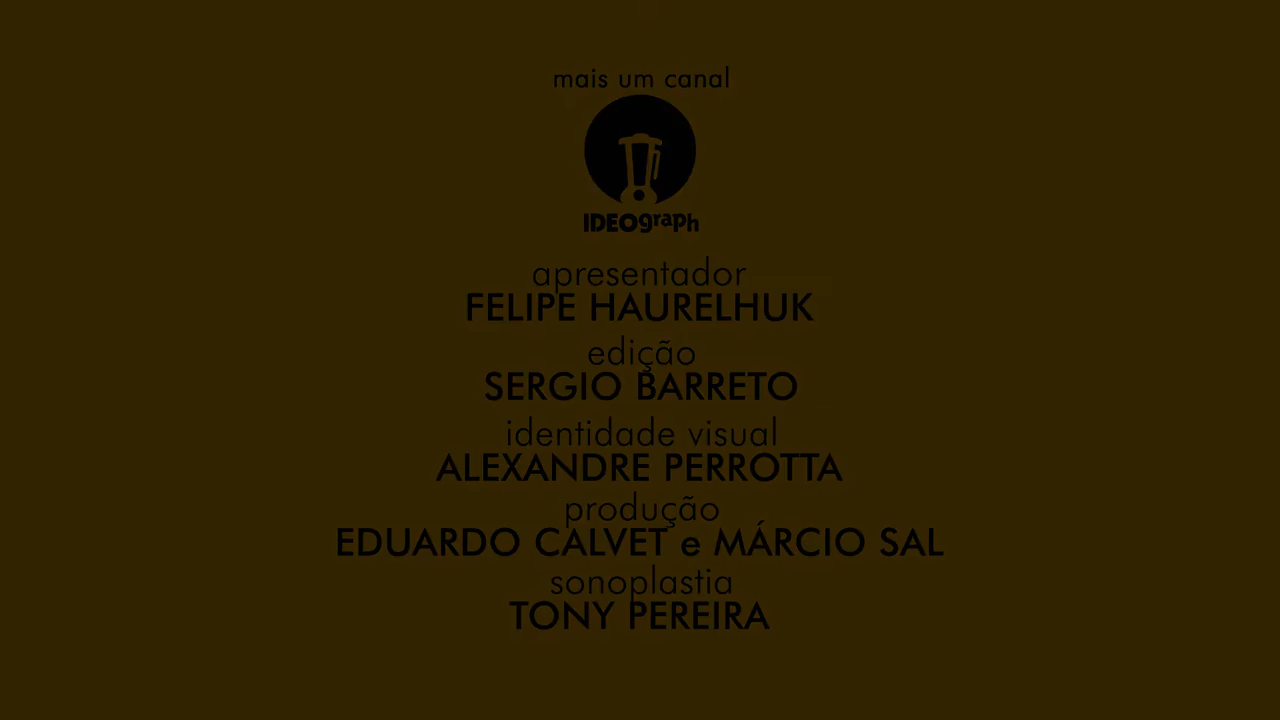 mais um canal
IDEOgraph
apresentador
FELIPE HAURELHUK
edição
SERGIO BARRETO
identidade visual
ALEXANDRE PERROTTA
produção
EDUARDO CALVET e MÁRCIO SAL
sonoplastia
TONY PEREIRA